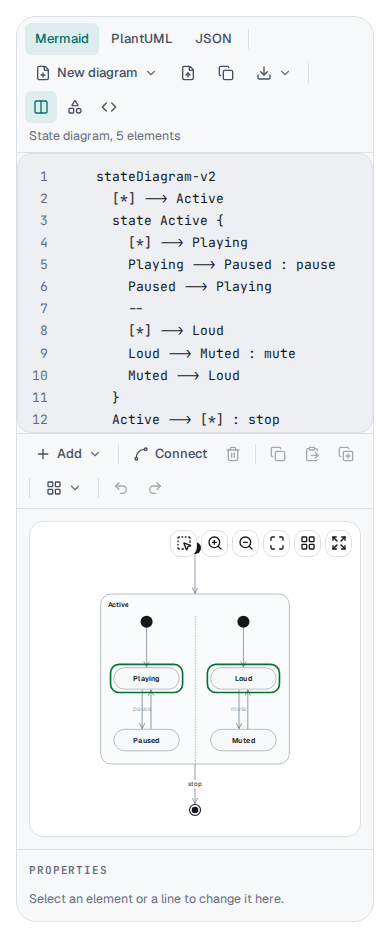 Mermaid PlantUML JSON
New diagram
State diagram, 5 elements
1 stateDiagram-v2
2 [*] --> Active
3 state Active {
4 [*] --> Playing
5 Playing --> Paused : pause
6 Paused --> Playing
7 --
8 [*] --> Loud
9 Loud --> Muted : mute
10 Muted --> Loud
11 }
12 Active --> [*] : stop
Add Connect
Active
Playing Loud
pause mute
Paused Muted
stop
PROPERTIES
Select an element or a line to change it here.